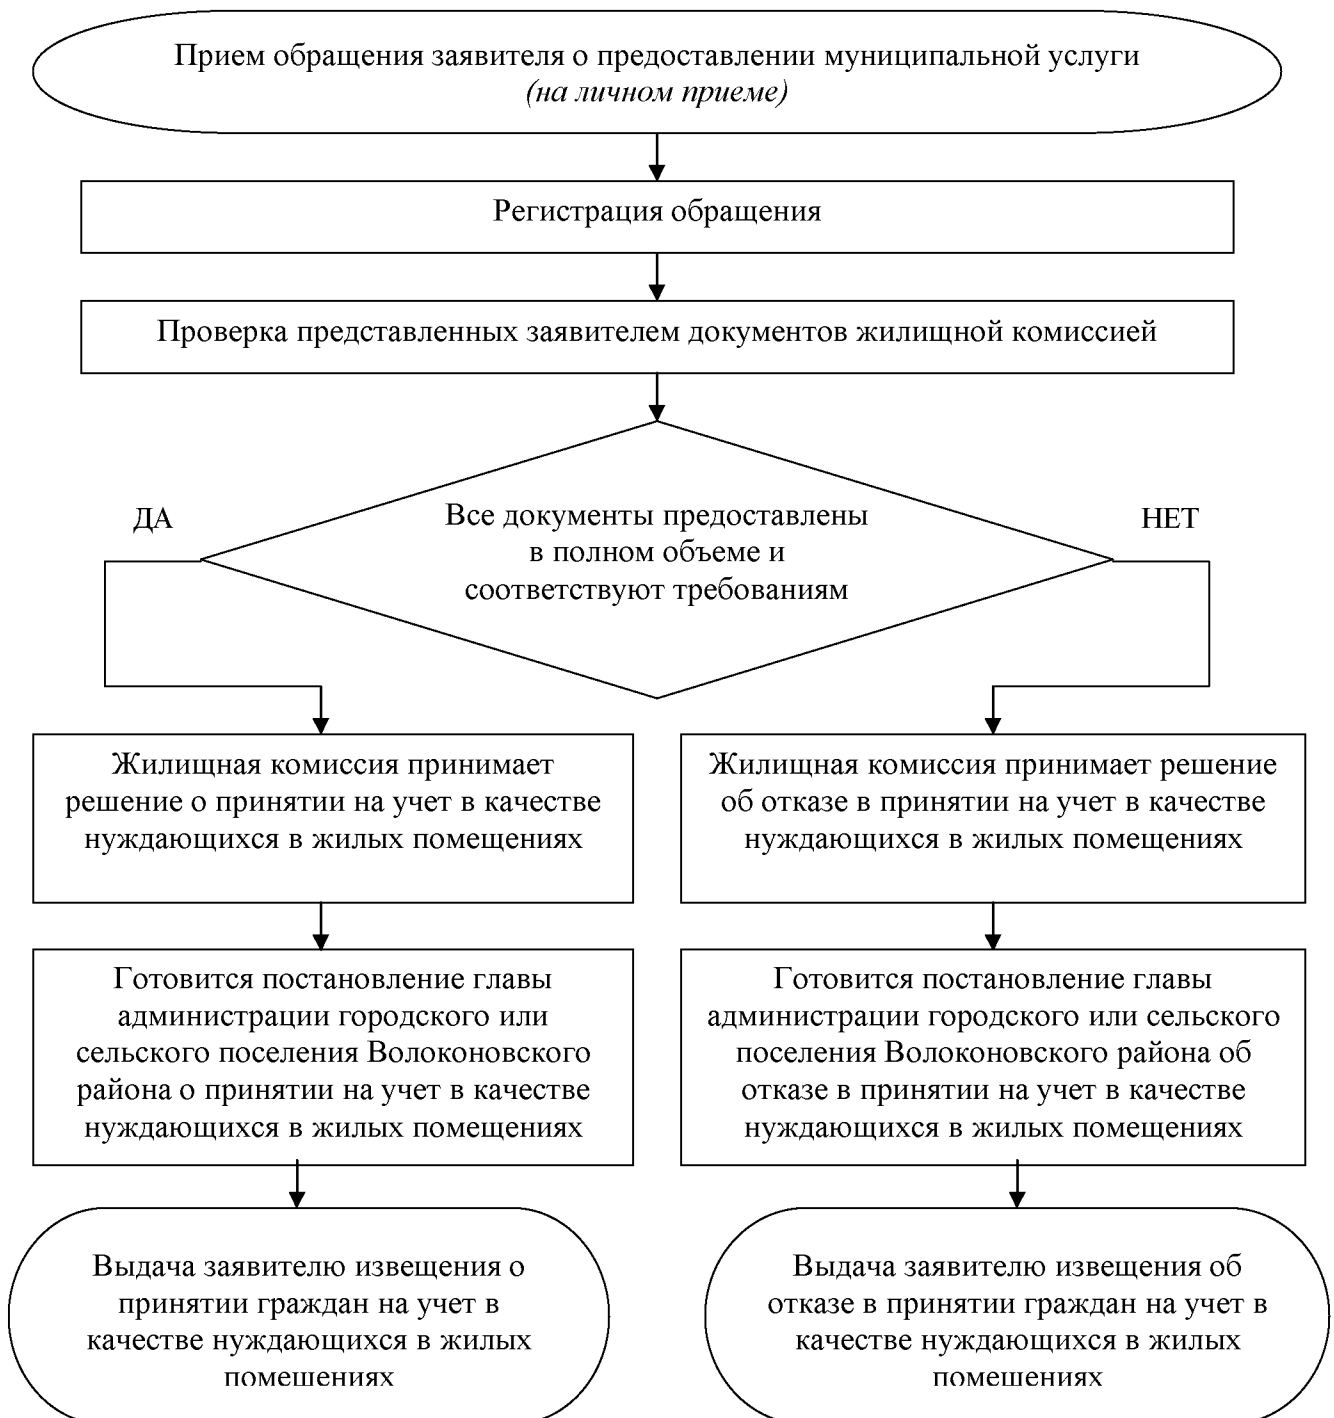 Прием обращения заявителя о предоставлении муниципальной услуги
(на личном приеме)
Регистрация обращения
Проверка представленных заявителем документов жилищной комиссией
ДА
Все документы предоставлены
в полном объеме и
соответствуют требованиям
НЕТ
Жилищная комиссия принимает
решение о принятии на учет в качестве
нуждающихся в жилых помещениях
Жилищная комиссия принимает решение
об отказе в принятии на учет в качестве
нуждающихся в жилых помещениях
Готовится постановление главы
администрации городского или
сельского поселения Волоконовского
района о принятии на учет в качестве
нуждающихся в жилых помещениях
Готовится постановление главы
администрации городского или сельского
поселения Волоконовского района об
отказе в принятии на учет в качестве
нуждающихся в жилых помещениях
Выдача заявителю извещения о
принятии граждан на учет в
качестве нуждающихся в жилых
помещениях
Выдача заявителю извещения об
отказе в принятии граждан на учет в
качестве нуждающихся в жилых
помещениях